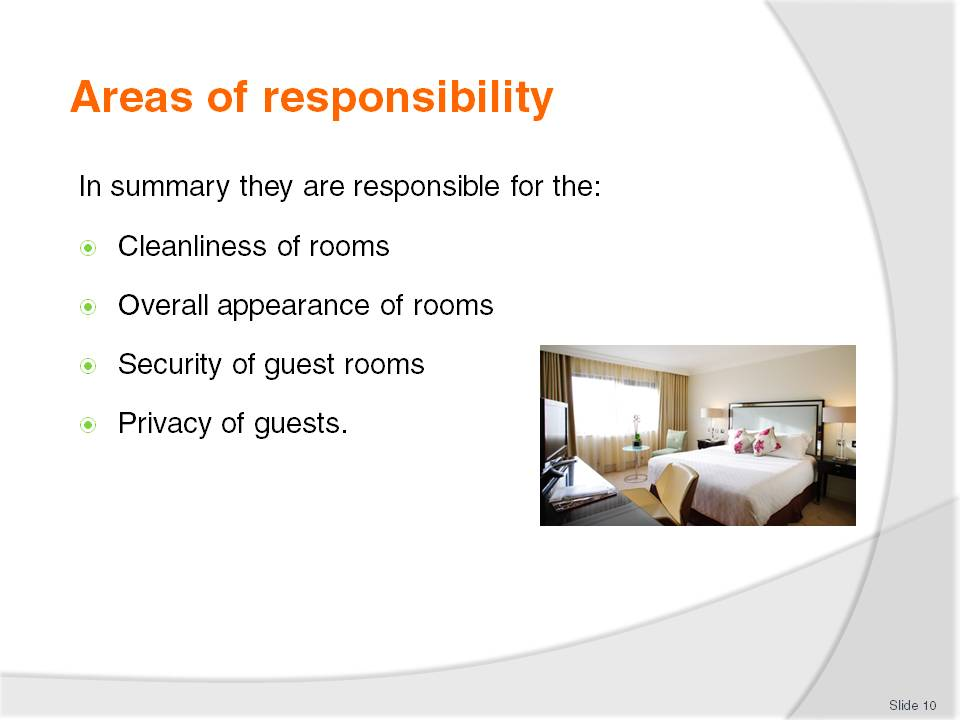 Areas of responsibility
In summary they are responsible for the:
Cleanliness of rooms
Overall appearance of rooms
Security of guest rooms
Privacy of guests.
Slide 10